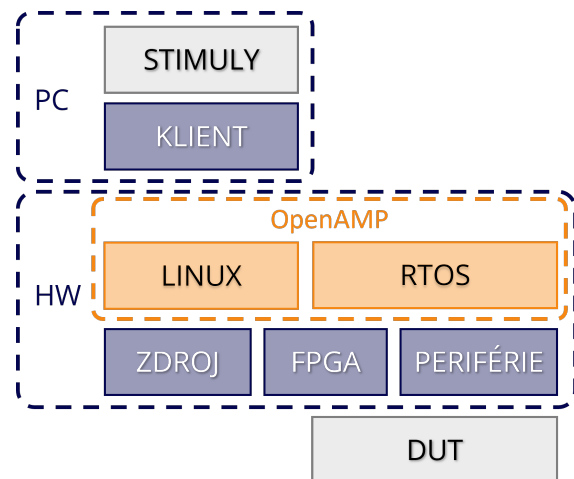 STIMULY
PC
KLIENT
OpenAMP
LINUX
RTOS
HW
ZDROJ
FPGA
PERIFÉRIE
DUT